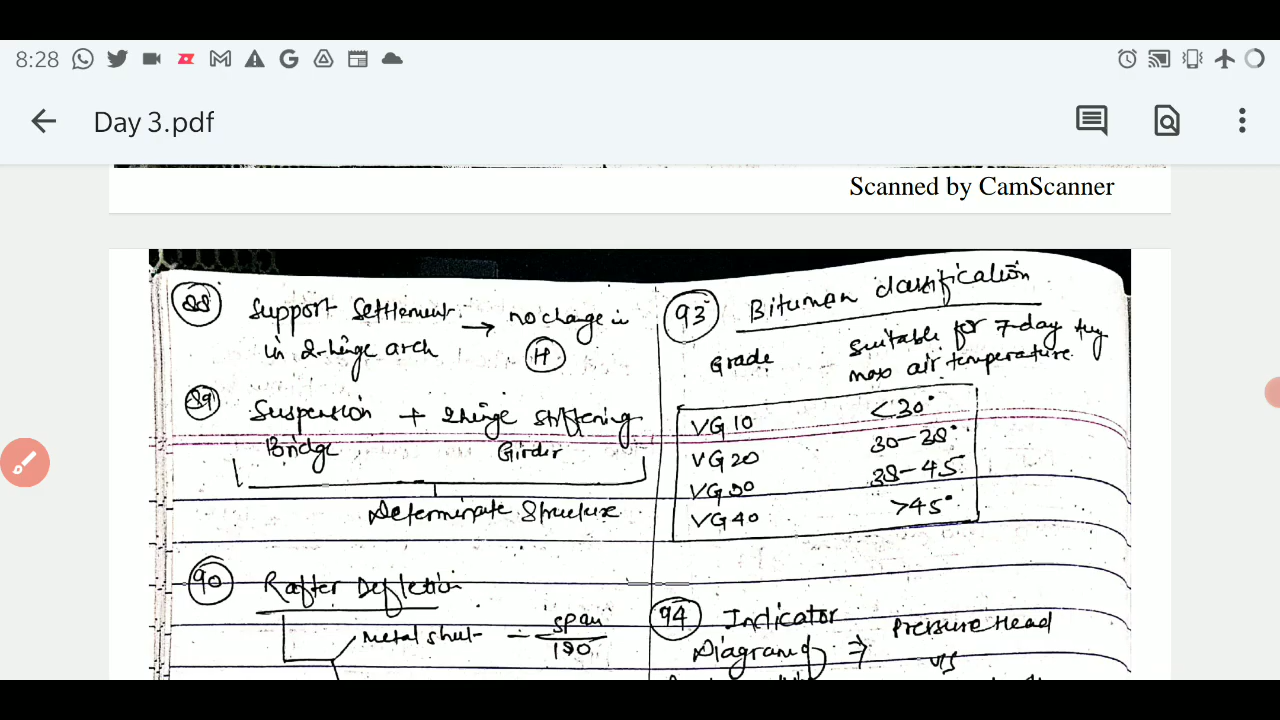 8:28
Day 3.pdf
Scanned by CamScanner
88 Support Settlement → no change in
in 2-hinge arch H
89 Suspension + 2hinge stiffening
Bridge Girder
Determinate Structure
90 Rafter Defletion
Metal sheet - span
190
93 Bitumen classification
Grade Suitable for 7-day avg
max air temperature
VG10 <30°
VG20 30-38°
VG30 38-45
VG40 >45°
94 Indicator Pressure Head
Diagram of ⇒ v/s